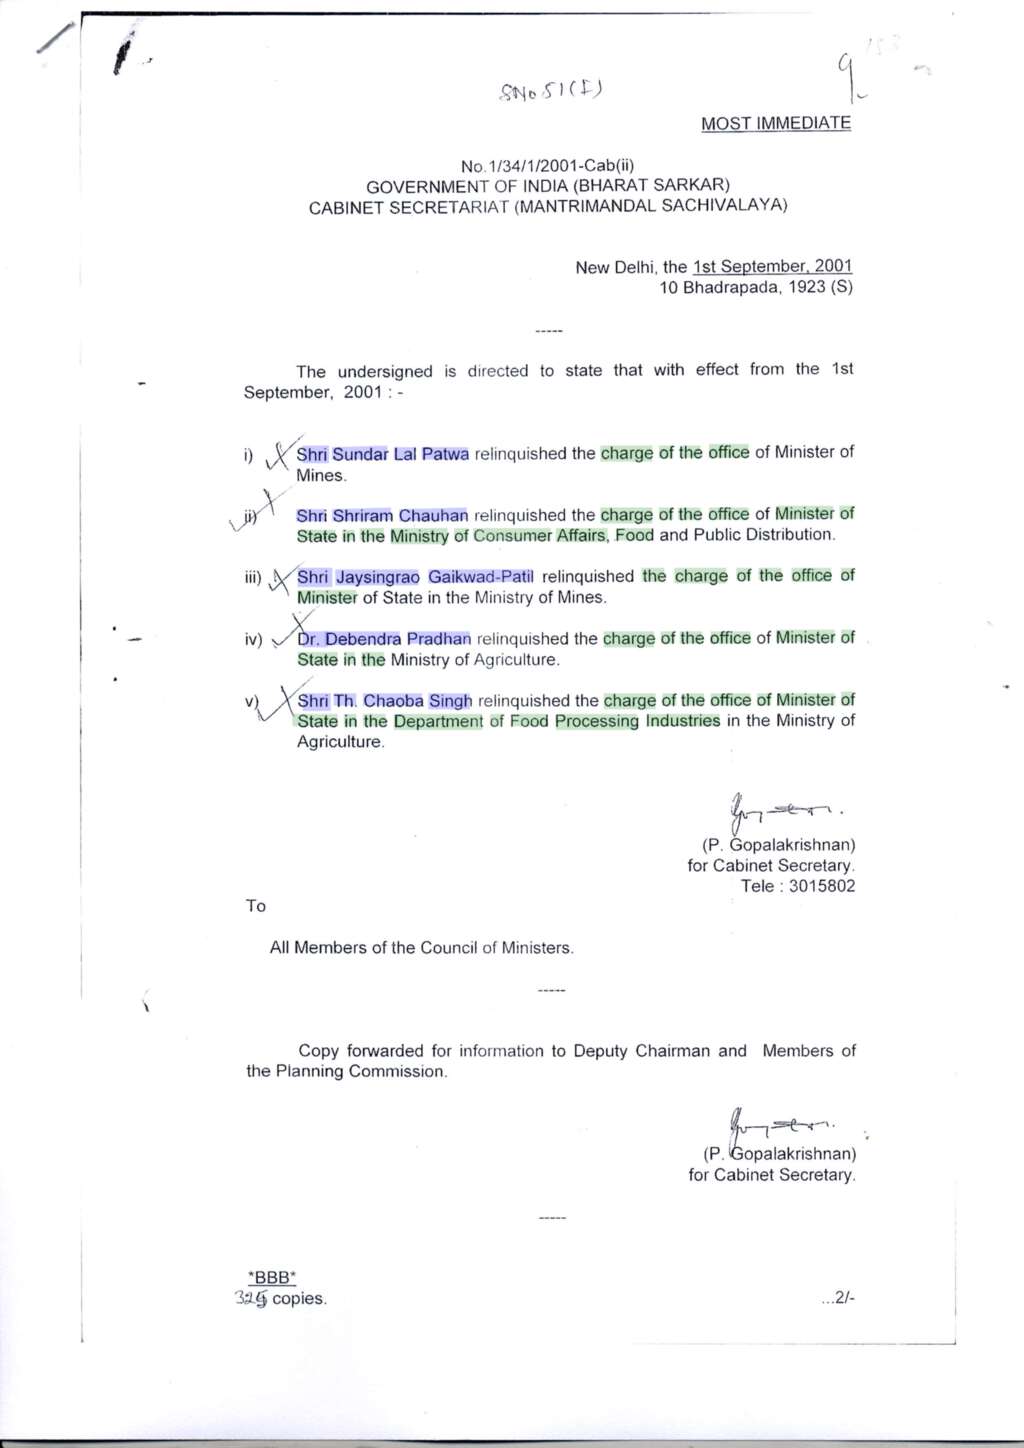 SNo 51(I)
9
MOST IMMEDIATE
No.1/34/1/2001-Cab(ii)
GOVERNMENT OF INDIA (BHARAT SARKAR)
CABINET SECRETARIAT (MANTRIMANDAL SACHIVALAYA)
New Delhi, the 1st September, 2001
10 Bhadrapada, 1923 (S)
-----
The undersigned is directed to state that with effect from the 1st
September, 2001 : -
i) Shri Sundar Lal Patwa relinquished the charge of the office of Minister of
Mines.
ii) Shri Shriram Chauhan relinquished the charge of the office of Minister of
State in the Ministry of Consumer Affairs, Food and Public Distribution.
iii) Shri Jaysingrao Gaikwad-Patil relinquished the charge of the office of
Minister of State in the Ministry of Mines.
iv) Dr. Debendra Pradhan relinquished the charge of the office of Minister of
State in the Ministry of Agriculture.
v) Shri Th. Chaoba Singh relinquished the charge of the office of Minister of
State in the Department of Food Processing Industries in the Ministry of
Agriculture.
(P. Gopalakrishnan)
for Cabinet Secretary.
Tele : 3015802
To
All Members of the Council of Ministers.
-----
Copy forwarded for information to Deputy Chairman and Members of
the Planning Commission.
(P. Gopalakrishnan)
for Cabinet Secretary.
-----
*BBB*
copies.
...2/-